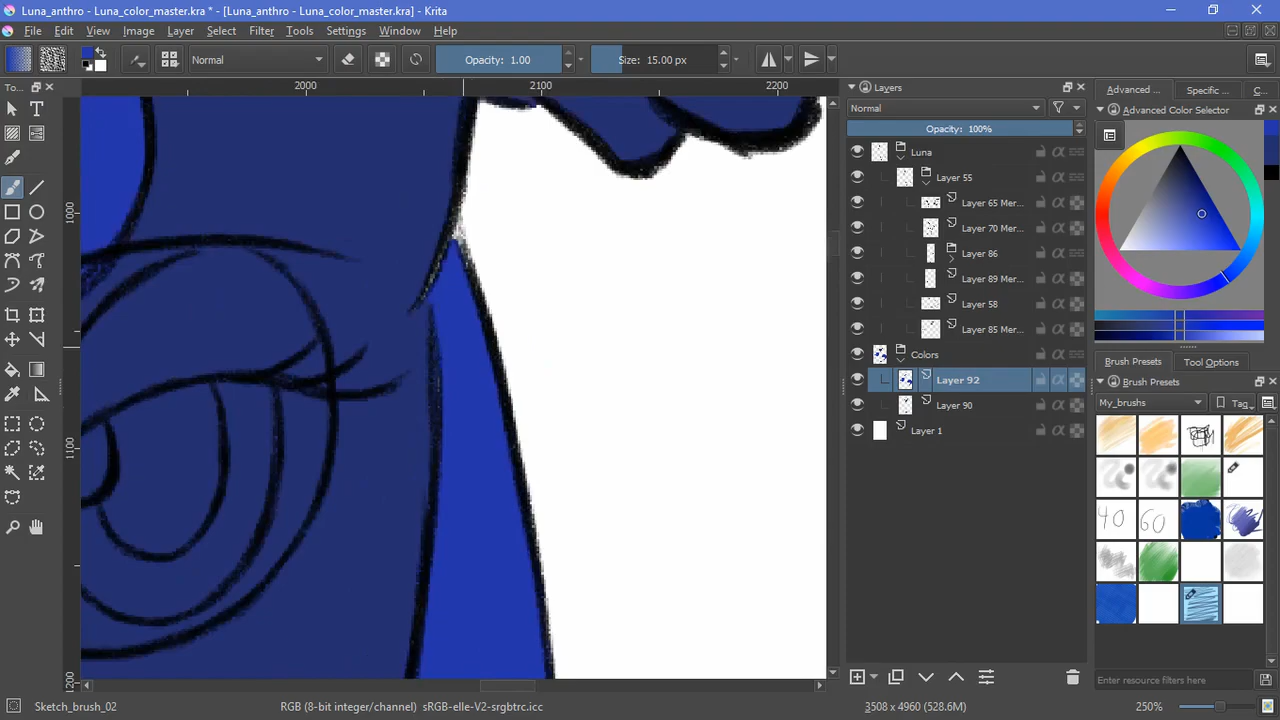 Luna_anthro - Luna_color_master.kra * - [Luna_anthro - Luna_color_master.kra] - Krita
File Edit View Image Layer Select Filter Tools Settings Window Help
Normal
Opacity: 1.00
Size: 15.00 px
To...
2000
2100
2200
1000
1100
1200
Layers
Normal
Opacity: 100%
Luna
Layer 55
Layer 65 Mer...
Layer 70 Mer...
Layer 86
Layer 89 Mer...
Layer 58
Layer 85 Mer...
Colors
Layer 92
Layer 90
Layer 1
Advanced ...
Specific ...
C...
Advanced Color Selector
Brush Presets
Tool Options
Brush Presets
My_brushs
Tag
40
60
Enter resource filters here
Sketch_brush_02
RGB (8-bit integer/channel) sRGB-elle-V2-srgbtrc.icc
3508 x 4960 (528.6M)
250%